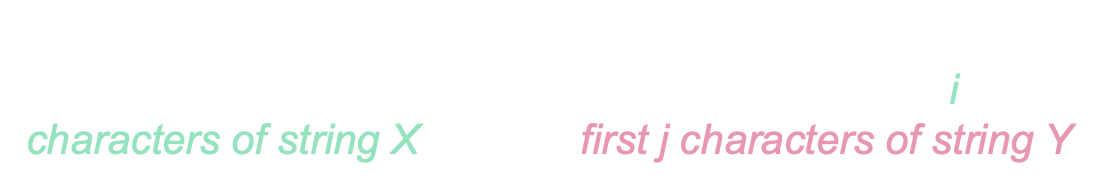 i
characters of string X first j characters of string Y